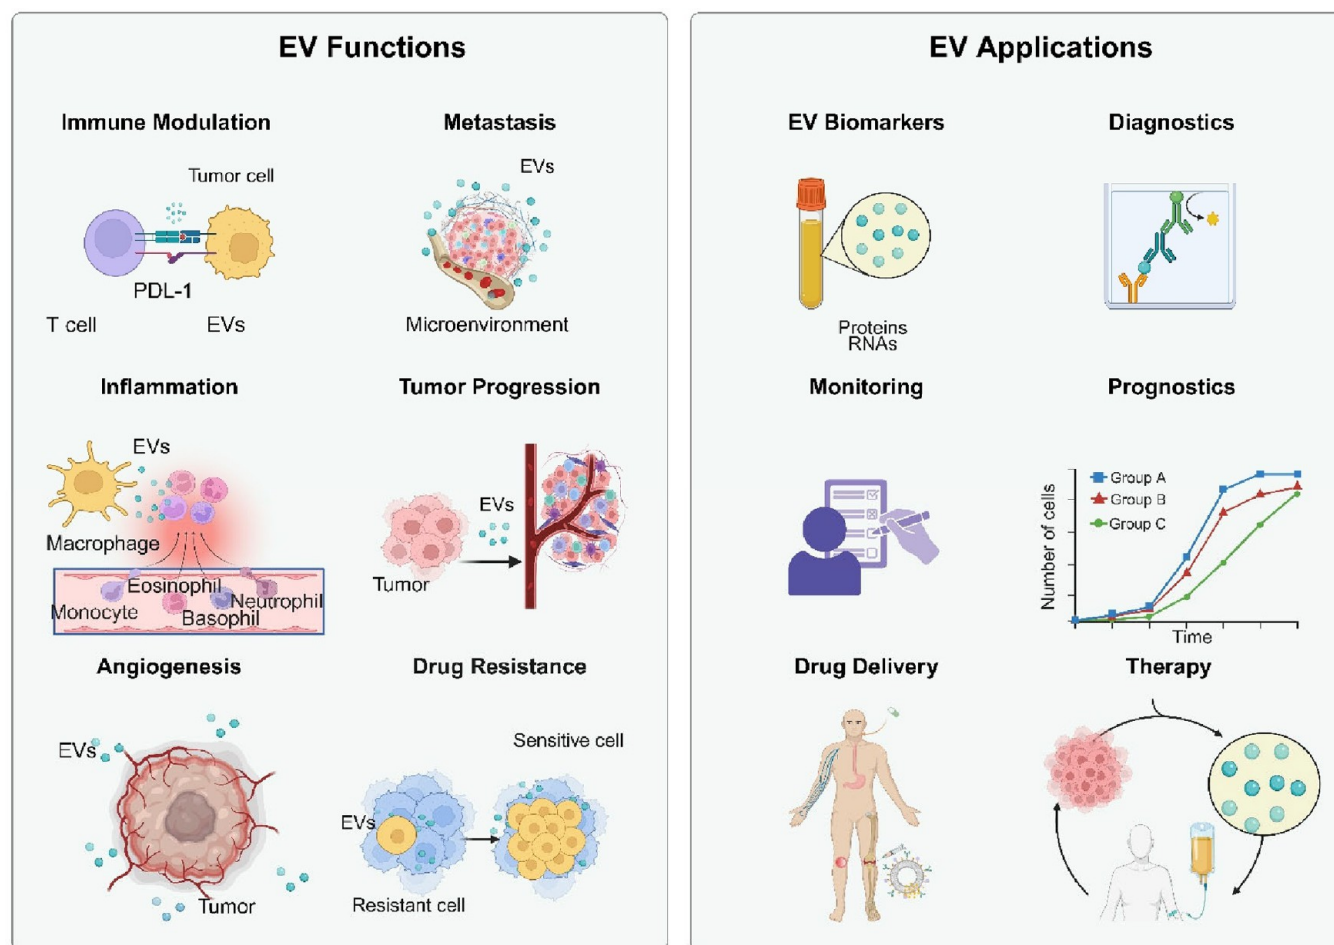 EV Functions
Immune Modulation
Tumor cell
PDL-1
T cell
EVs
Metastasis
EVs
Microenvironment
Inflammation
EVs
Macrophage
Eosinophil
Monocyte
Neutrophil
Basophil
Tumor Progression
EVs
Tumor
Angiogenesis
EVs
Tumor
Drug Resistance
Sensitive cell
EVs
Resistant cell
EV Applications
EV Biomarkers
Proteins
RNAs
Diagnostics
Monitoring
Prognostics
Group A
Group B
Group C
Number of cells
Time
Drug Delivery
Therapy